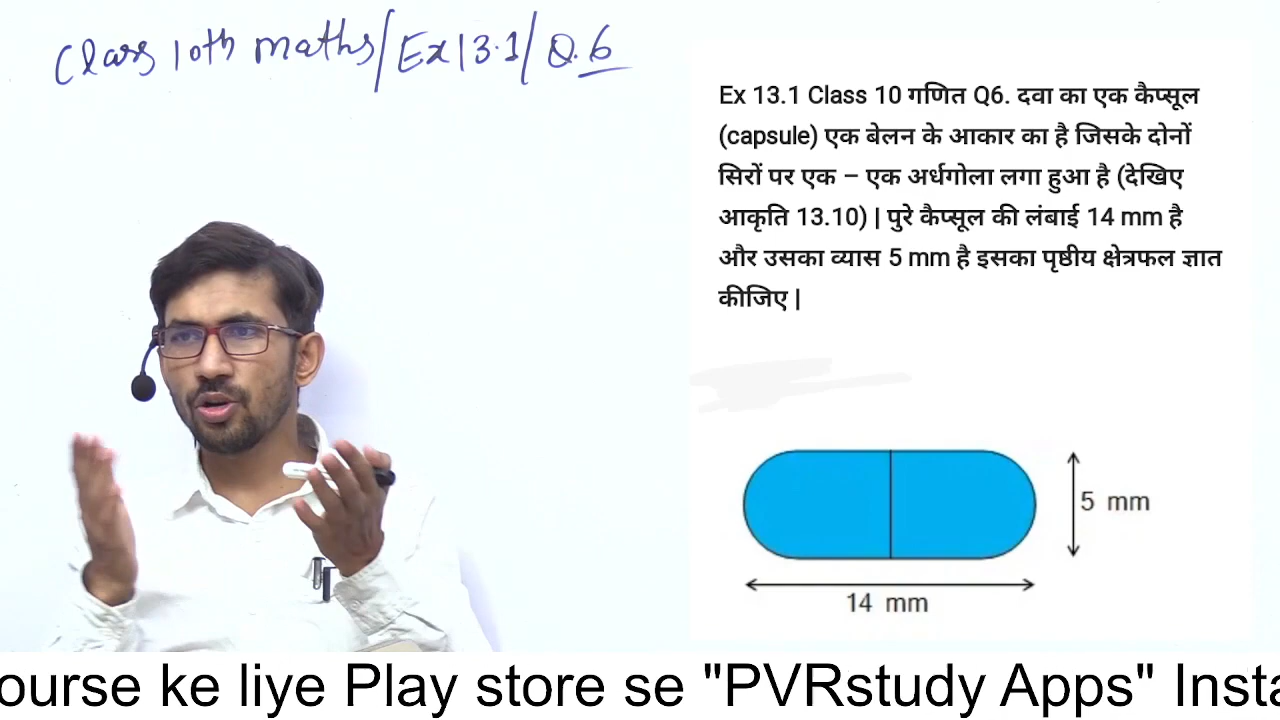 Class 10th maths/Ex 13.1/Q.6
Ex 13.1 Class 10 गणित Q6. दवा का एक कैप्सूल
(capsule) एक बेलन के आकार का है जिसके दोनों
सिरों पर एक – एक अर्धगोला लगा हुआ है (देखिए
आकृति 13.10) | पुरे कैप्सूल की लंबाई 14 mm है
और उसका व्यास 5 mm है इसका पृष्ठीय क्षेत्रफल ज्ञात
कीजिए |
5 mm
14 mm
ourse ke liye Play store se "PVRstudy Apps" Insta